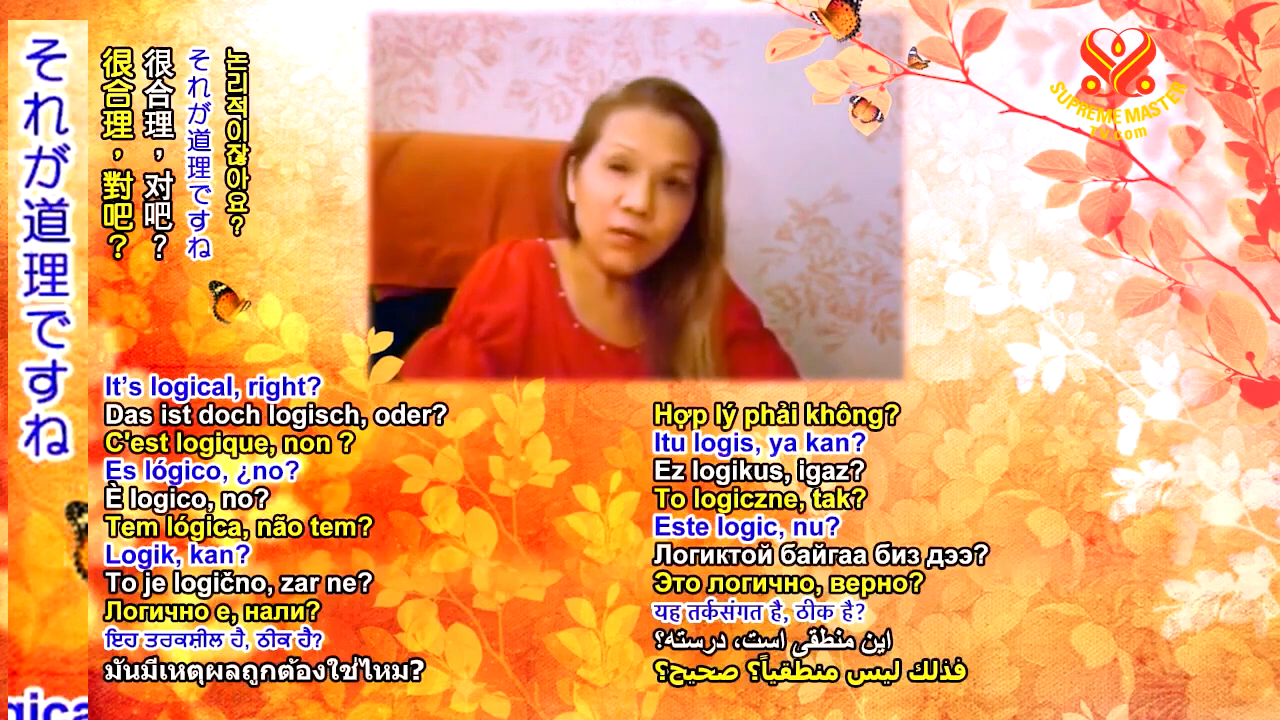 それが道理ですね
很合理，對吧？
很合理，对吧？
それが道理ですね
논리적이잖아요?
SUPREME MASTER
TV.com
It’s logical, right?
Das ist doch logisch, oder?
C'est logique, non ?
Es lógico, ¿no?
È logico, no?
Tem lógica, não tem?
Logik, kan?
To je logično, zar ne?
Логично е, нали?
ਇਹ ਤਰਕਸ਼ੀਲ ਹੈ, ਠੀਕ ਹੈ?
มันมีเหตุผลถูกต้องใช่ไหม?
Hợp lý phải không?
Itu logis, ya kan?
Ez logikus, igaz?
To logiczne, tak?
Este logic, nu?
Логиктой байгаа биз дээ?
Это логично, верно?
यह तर्कसंगत है, ठीक है?
این منطقی است، درسته؟
فذلك ليس منطقياً؟ صحيح؟
gica